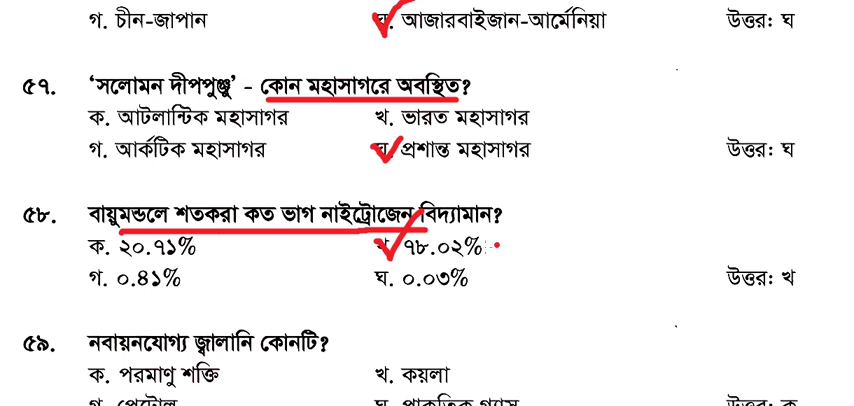 গ. চীন-জাপান ঘ. আজারবাইজান-আর্মেনিয়া উত্তর: ঘ
৫৭. ‘সলোমন দ্বীপপুঞ্জু’ - কোন মহাসাগরে অবস্থিত?
ক. আটলান্টিক মহাসাগর খ. ভারত মহাসাগর
গ. আর্কটিক মহাসাগর ঘ. প্রশান্ত মহাসাগর উত্তর: ঘ
৫৮. বায়ুমন্ডলে শতকরা কত ভাগ নাইট্রোজেন বিদ্যামান?
ক. ২০.৭১% খ. ৭৮.০২%
গ. ০.৪১% ঘ. ০.০৩% উত্তর: খ
৫৯. নবায়নযোগ্য জ্বালানি কোনটি?
ক. পরমাণু শক্তি খ. কয়লা
গ. পেট্রোল ঘ. প্রাকৃতিক গ্যাস উত্তর: ক